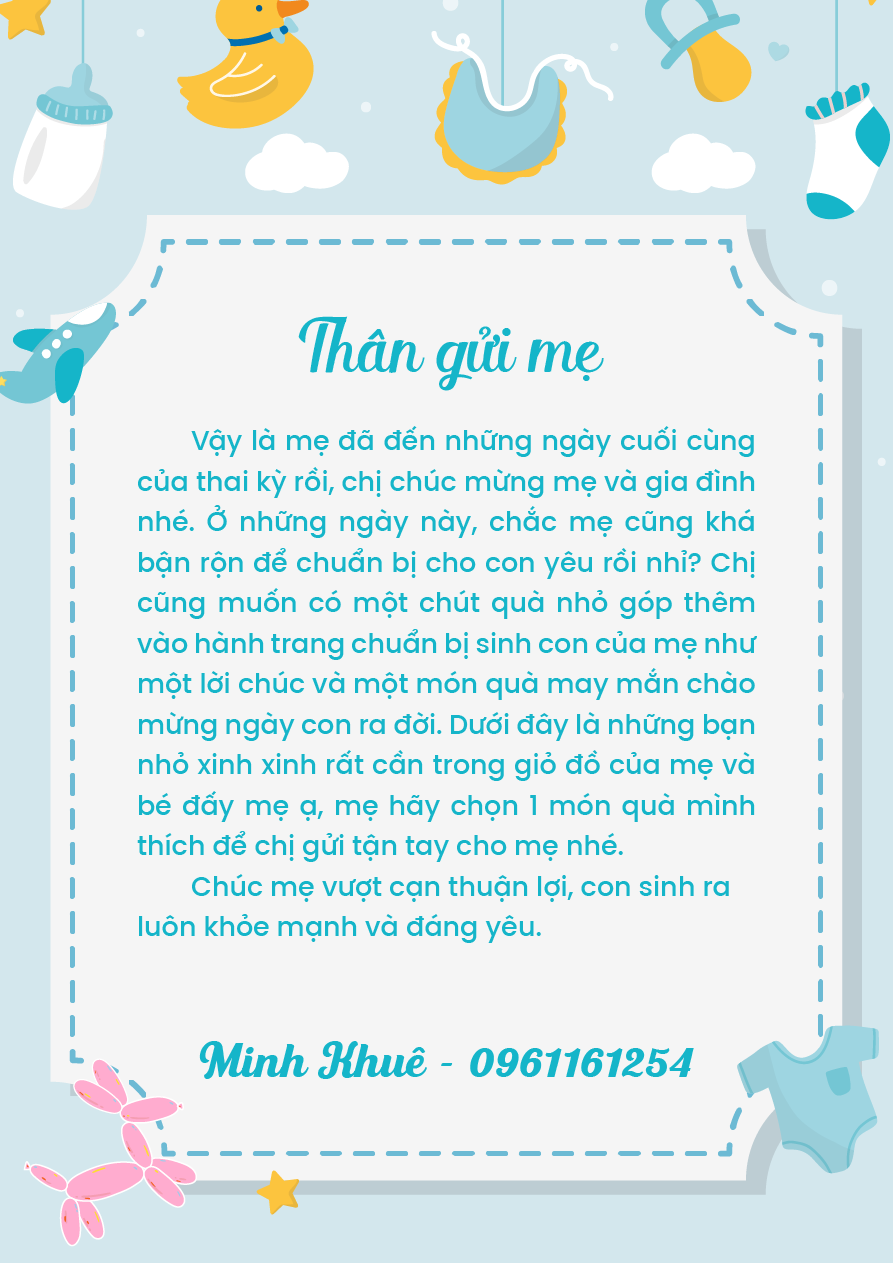 Thân gửi mẹ
Vậy là mẹ đã đến những ngày cuối cùng
của thai kỳ rồi, chị chúc mừng mẹ và gia đình
nhé. Ở những ngày này, chắc mẹ cũng khá
bận rộn để chuẩn bị cho con yêu rồi nhỉ? Chị
cũng muốn có một chút quà nhỏ góp thêm
vào hành trang chuẩn bị sinh con của mẹ như
một lời chúc và một món quà may mắn chào
mừng ngày con ra đời. Dưới đây là những bạn
nhỏ xinh xinh rất cần trong giỏ đồ của mẹ và
bé đấy mẹ ạ, mẹ hãy chọn 1 món quà mình
thích để chị gửi tận tay cho mẹ nhé.
Chúc mẹ vượt cạn thuận lợi, con sinh ra
luôn khỏe mạnh và đáng yêu.
Minh Khuê - 0961161254